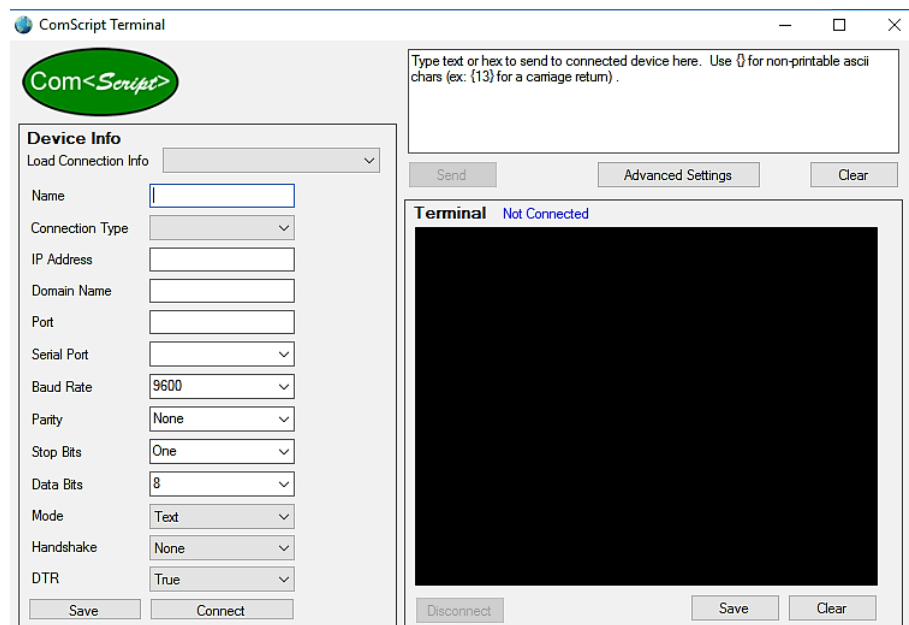 ComScript Terminal
Com<Script>
Type text or hex to send to connected device here. Use {} for non-printable ascii
chars (ex: {13} for a carriage return) .
Send
Advanced Settings
Clear
Device Info
Load Connection Info
Name
Connection Type
IP Address
Domain Name
Port
Serial Port
Baud Rate 9600
Parity None
Stop Bits One
Data Bits 8
Mode Text
Handshake None
DTR True
Save
Connect
Terminal Not Connected
Disconnect
Save
Clear